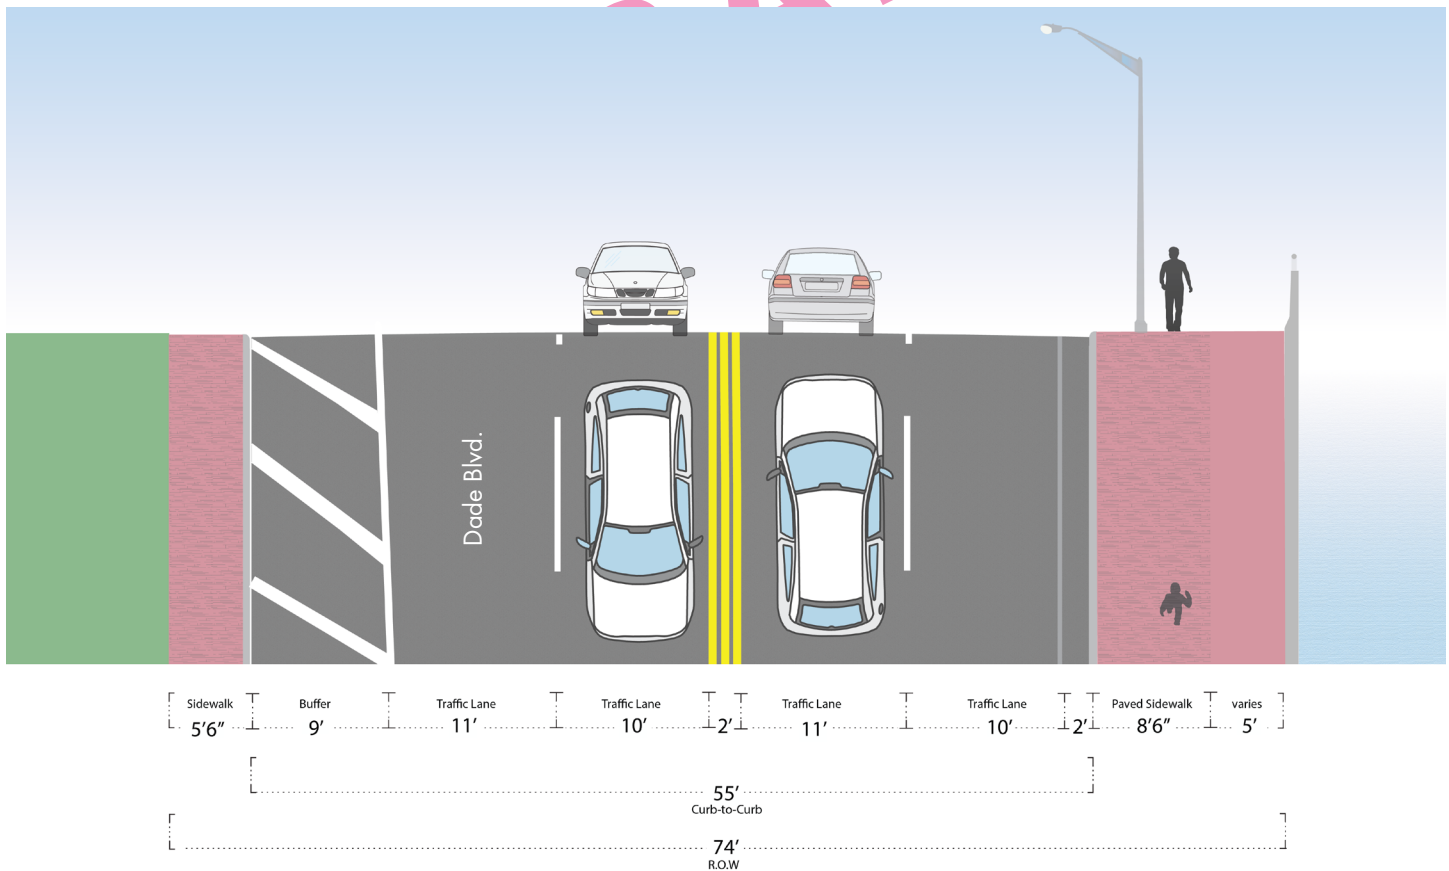 Dade Blvd.
Sidewalk Buffer Traffic Lane Traffic Lane Traffic Lane Traffic Lane Paved Sidewalk varies
5’6” 9’ 11’ 10’ 2’ 11’ 10’ 2’ 8’6” 5’
55’
Curb-to-Curb
74’
R.O.W